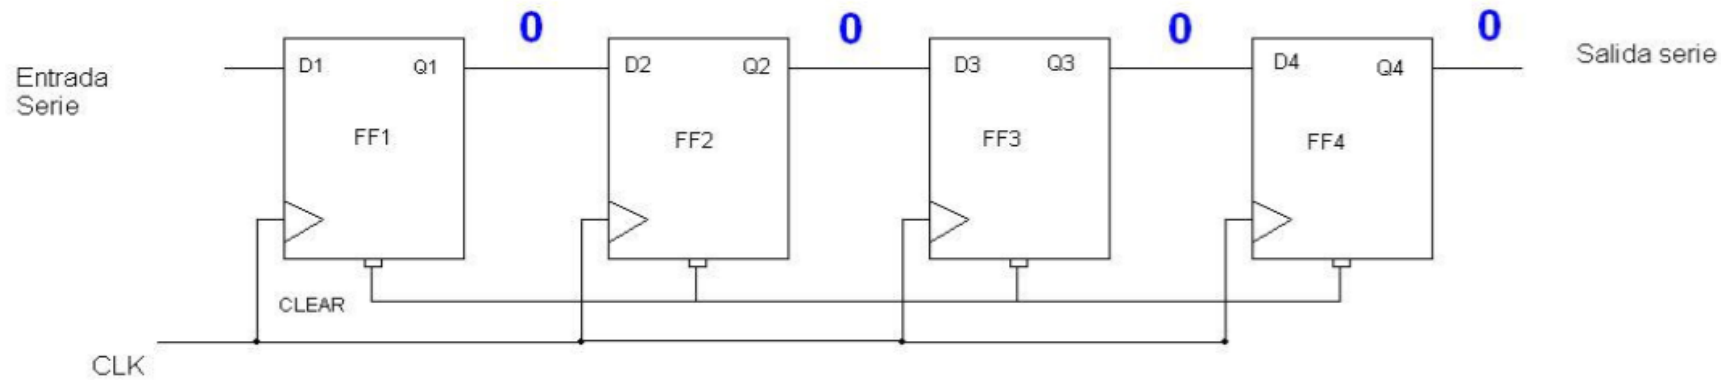 0 0 0 0
Entrada
Serie
D1 Q1 D2 Q2 D3 Q3 D4 Q4
Salida serie
FF1 FF2 FF3 FF4
CLEAR
CLK